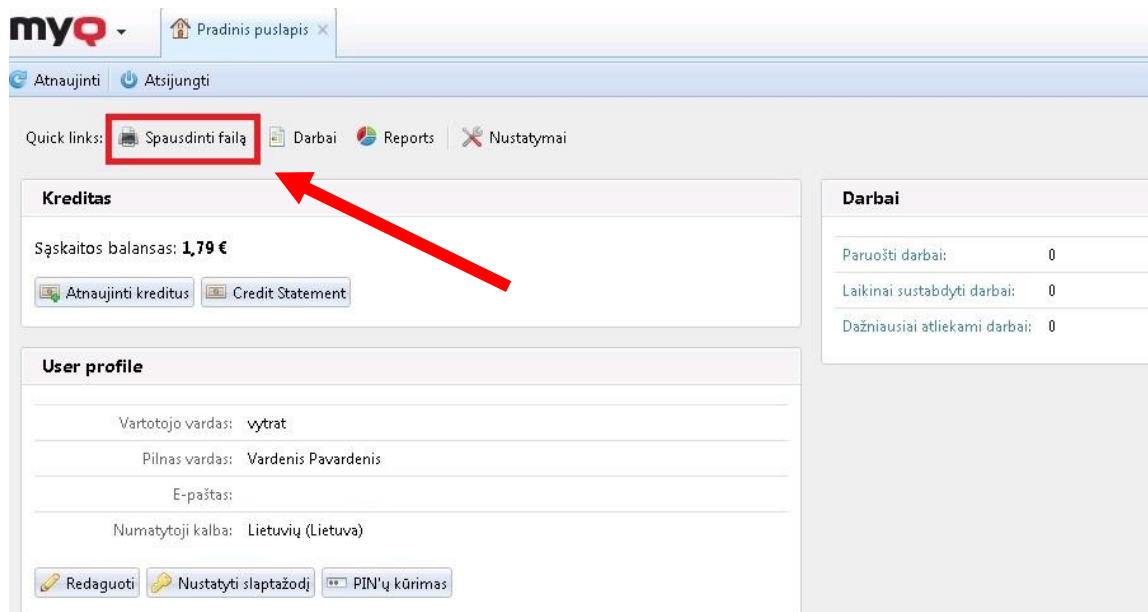 myQ Pradinis puslapis
Atnaujinti Atsijungti
Quick links: Spausdinti failą Darbai Reports Nustatymai
Kreditas
Sąskaitos balansas: 1,79 €
Atnaujinti kreditus Credit Statement
Darbai
Paruošti darbai: 0
Laikinai sustabdyti darbai: 0
Dažniausiai atliekami darbai: 0
User profile
Vartotojo vardas: vytrat
Pilnas vardas: Vardenis Pavardenis
E-paštas:
Numatytoji kalba: Lietuvių (Lietuva)
Redaguoti Nustatyti slaptažodį PIN'ų kūrimas